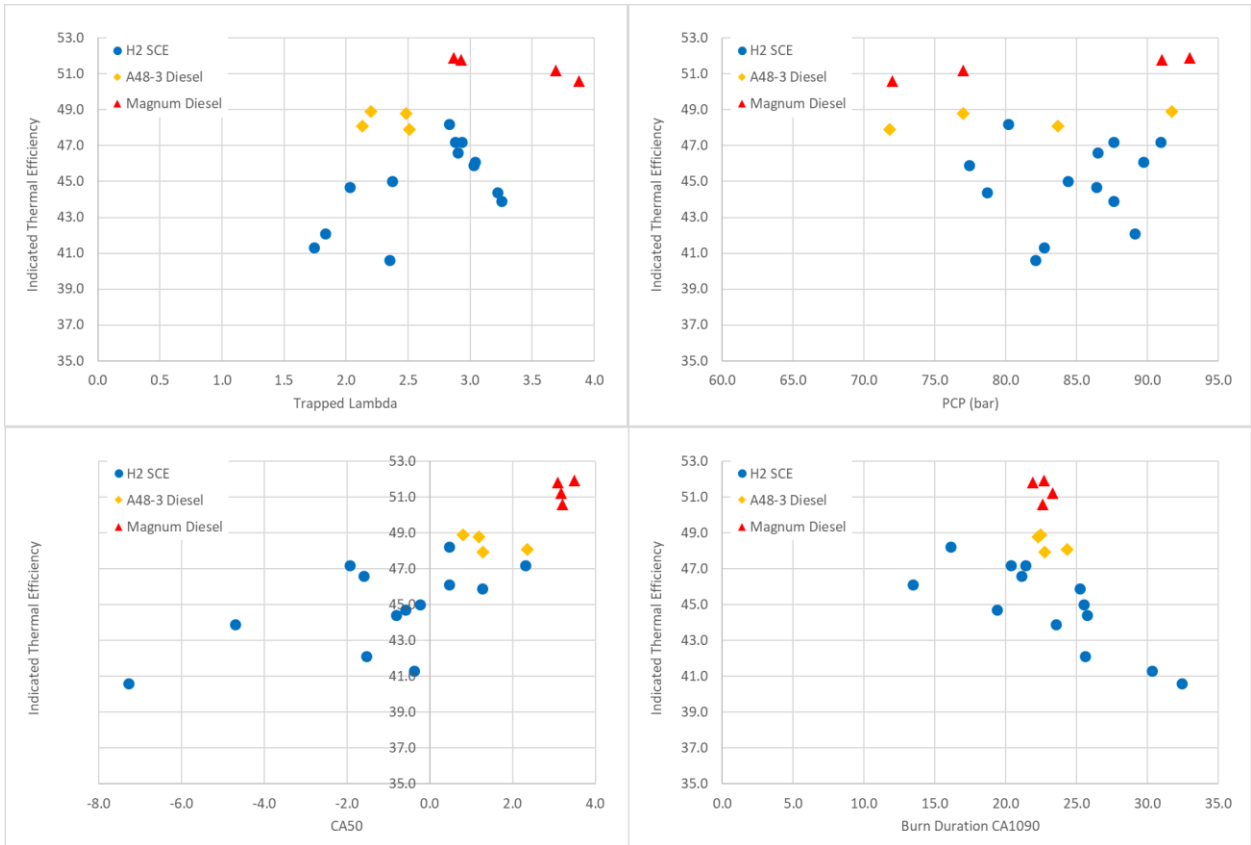 53.0
51.0
49.0
47.0
45.0
43.0
41.0
39.0
37.0
35.0
Indicated Thermal Efficiency
H2 SCE
A48-3 Diesel
Magnum Diesel
0.0 0.5 1.0 1.5 2.0 2.5 3.0 3.5 4.0
Trapped Lambda
53.0
51.0
49.0
47.0
45.0
43.0
41.0
39.0
37.0
35.0
Indicated Thermal Efficiency
H2 SCE
A48-3 Diesel
Magnum Diesel
60.0 65.0 70.0 75.0 80.0 85.0 90.0 95.0
PCP (bar)
53.0
51.0
49.0
47.0
45.0
43.0
41.0
39.0
37.0
35.0
Indicated Thermal Efficiency
H2 SCE
A48-3 Diesel
Magnum Diesel
-8.0 -6.0 -4.0 -2.0 0.0 2.0 4.0
CA50
53.0
51.0
49.0
47.0
45.0
43.0
41.0
39.0
37.0
35.0
Indicated Thermal Efficiency
H2 SCE
A48-3 Diesel
Magnum Diesel
0.0 5.0 10.0 15.0 20.0 25.0 30.0 35.0
Burn Duration CA1090